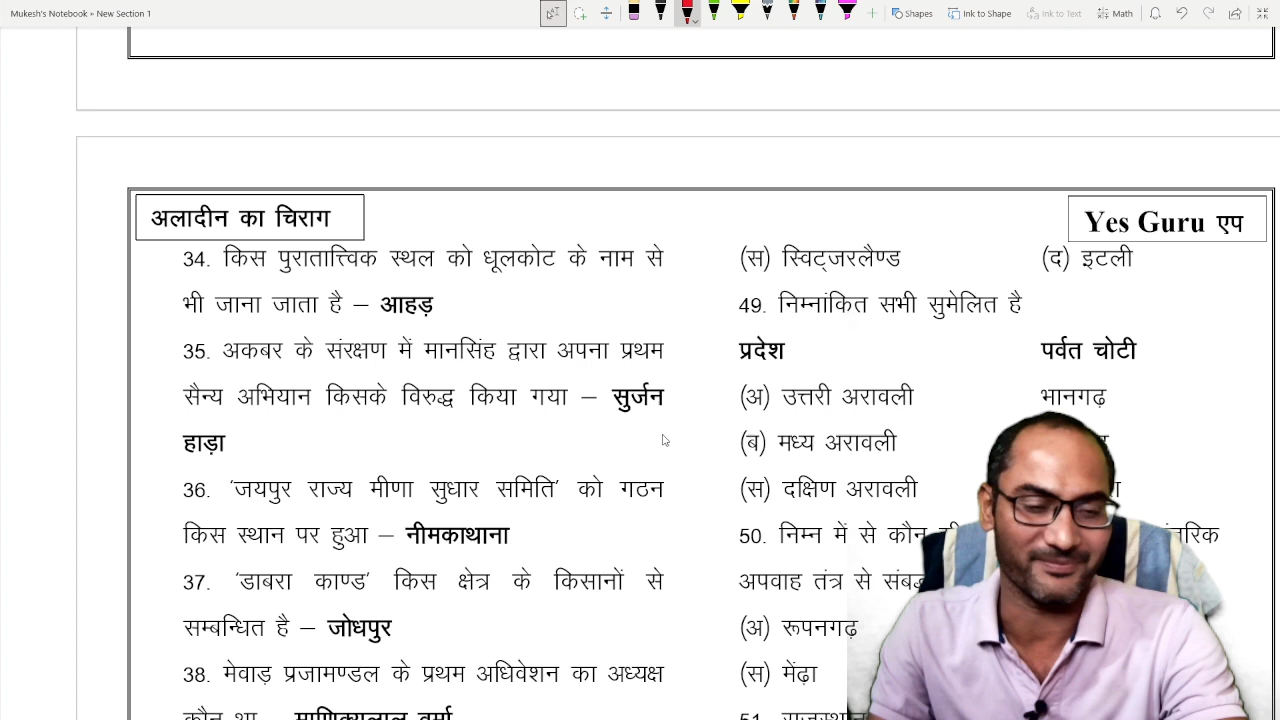 Mukesh's Notebook » New Section 1
Shapes Ink to Shape Ink to Text Math
अलादीन का चिराग
Yes Guru एप
34. किस पुरातात्त्विक स्थल को धूलकोट के नाम से
भी जाना जाता है – आहड़
35. अकबर के संरक्षण में मानसिंह द्वारा अपना प्रथम
सैन्य अभियान किसके विरुद्ध किया गया – सुर्जन
हाड़ा
36. 'जयपुर राज्य मीणा सुधार समिति' को गठन
किस स्थान पर हुआ – नीमकाथाना
37. 'डाबरा काण्ड' किस क्षेत्र के किसानों से
सम्बन्धित है – जोधपुर
38. मेवाड़ प्रजामण्डल के प्रथम अधिवेशन का अध्यक्ष
कौन था – माणिक्यलाल वर्मा
(स) स्विट्जरलैण्ड (द) इटली
49. निम्नांकित सभी सुमेलित है
प्रदेश पर्वत चोटी
(अ) उत्तरी अरावली भानगढ़
(ब) मध्य अरावली
(स) दक्षिण अरावली
50. निम्न में से कौन
अपवाह तंत्र से
(अ) रूपनगढ़
(स) मेंढ़ा
51.